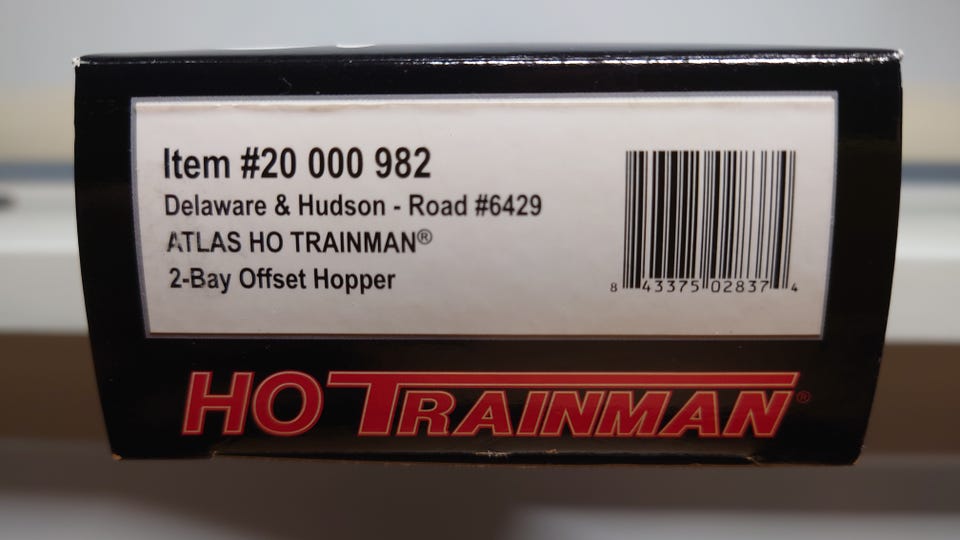 Item #20 000 982
Delaware & Hudson - Road #6429
ATLAS HO TRAINMAN®
2-Bay Offset Hopper
8 43375 02837 4
HO TRAINMAN®